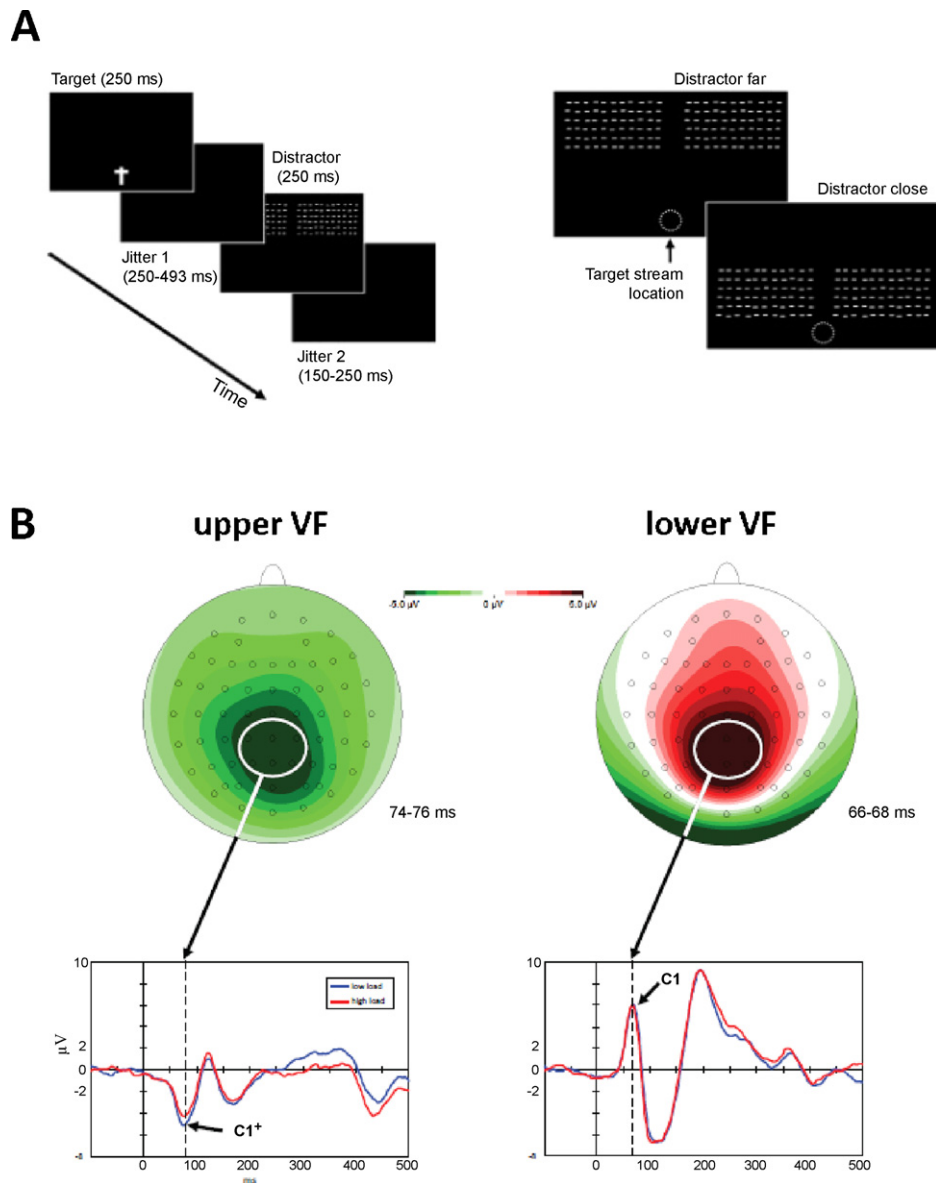 A
Target (250 ms)
Distractor
(250 ms)
Jitter 1
(250-493 ms)
Jitter 2
(150-250 ms)
Time
Distractor far
Distractor close
Target stream
location
B
upper VF
lower VF
-5.0 µV 0 µV 5.0 µV
74-76 ms
66-68 ms
10
2
0
-2
-8
µV
low load
high load
C1+
0 100 200 300 400 500
ms
10
2
0
-2
-8
C1
0 100 200 300 400 500